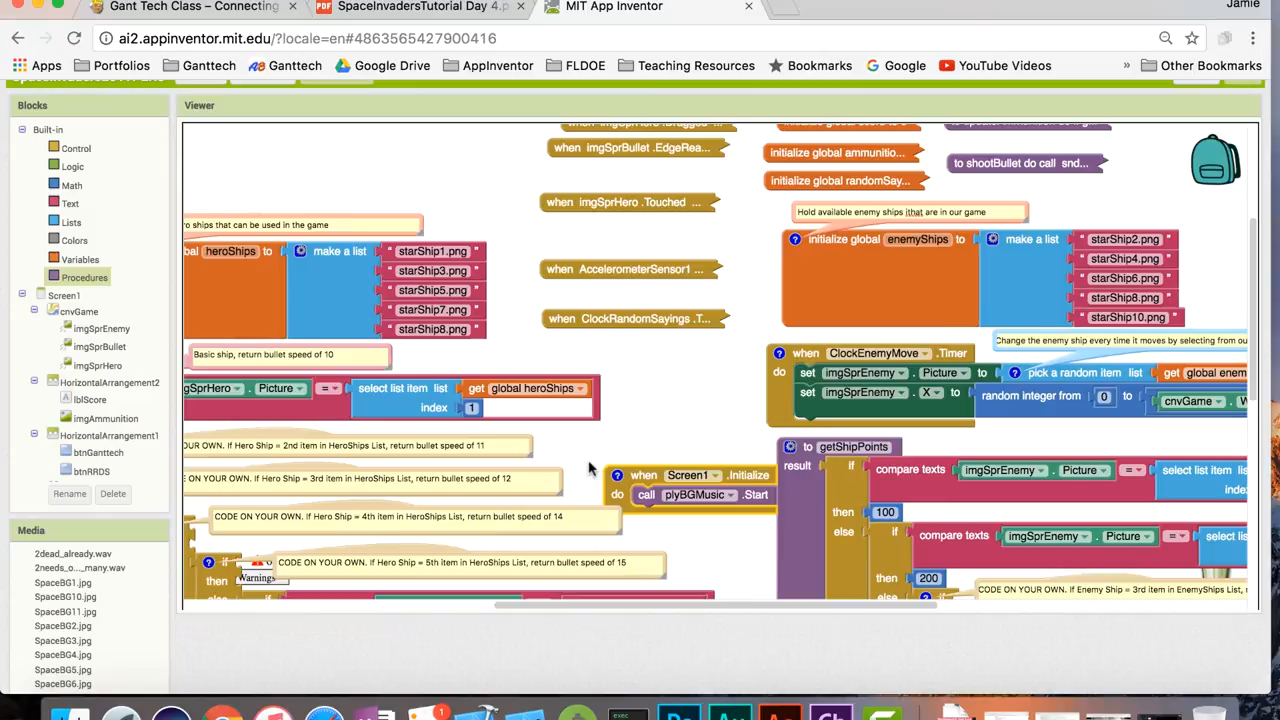 Gant Tech Class – Connecting
SpaceInvadersTutorial Day 4.p
MIT App Inventor
Jamie
ai2.appinventor.mit.edu/?locale=en#4863565427900416
Apps
Portfolios
Ganttech
Ganttech
Google Drive
AppInventor
FLDOE
Teaching Resources
Bookmarks
Google
YouTube Videos
»
Other Bookmarks
Blocks
Viewer
Built-in
Control
Logic
Math
Text
Lists
Colors
Variables
Procedures
Screen1
cnvGame
imgSprEnemy
imgSprBullet
imgSprHero
HorizontalArrangement2
lblScore
imgAmmunition
HorizontalArrangement1
btnGanttech
btnRRDS
Rename
Delete
Media
2dead_already.wav
2needs_o..._many.wav
SpaceBG1.jpg
SpaceBG10.jpg
SpaceBG11.jpg
SpaceBG2.jpg
SpaceBG3.jpg
SpaceBG4.jpg
SpaceBG5.jpg
SpaceBG6.jpg
when imgSprBullet .EdgeRea...
when imgSprHero .Touched ...
when AccelerometerSensor1 ...
when ClockRandomSayings .T...
initialize global ammunitio...
initialize global randomSay...
to shootBullet do call snd...
ro ships that can be used in the game
bal heroShips to make a list
" starShip1.png "
" starShip3.png "
" starShip5.png "
" starShip7.png "
" starShip8.png "
Hold available enemy ships jthat are in our game
initialize global enemyShips to make a list
" starShip2.png "
" starShip4.png "
" starShip6.png "
" starShip8.png "
" starShip10.png "
Basic ship, return bullet speed of 10
gSprHero . Picture = select list item list get global heroShips
index 1
Change the enemy ship every time it moves by selecting from ou
when ClockEnemyMove .Timer
do set imgSprEnemy . Picture to pick a random item list get global enem
set imgSprEnemy . X to random integer from 0 to cnvGame . W
OUR OWN. If Hero Ship = 2nd item in HeroShips List, return bullet speed of 11
E ON YOUR OWN. If Hero Ship = 3rd item in HeroShips List, return bullet speed of 12
CODE ON YOUR OWN. If Hero Ship = 4th item in HeroShips List, return bullet speed of 14
CODE ON YOUR OWN. If Hero Ship = 5th item in HeroShips List, return bullet speed of 15
if
then
else if
Warnings
when Screen1 .Initialize
do call plyBGMusic .Start
to getShipPoints
result if compare texts imgSprEnemy . Picture = select list
index
then 100
else if compare texts imgSprEnemy . Picture = select li
then 200
else if
CODE ON YOUR OWN. If Enemy Ship = 3rd item in EnemyShips List, r